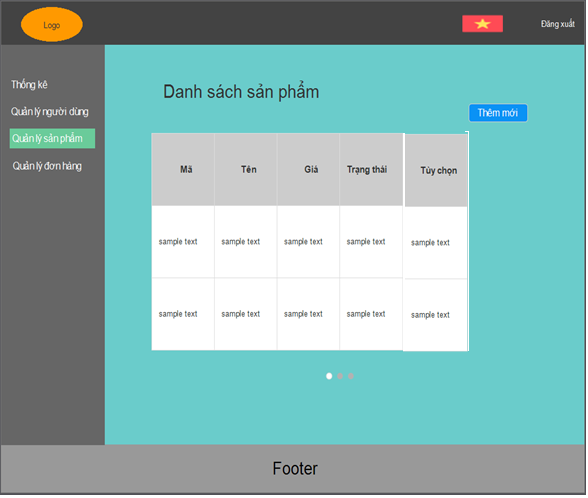 Logo
Đăng xuất
Thống kê
Quản lý người dùng
Quản lý sản phẩm
Quản lý đơn hàng
Danh sách sản phẩm
Thêm mới
Mã Tên Giá Trạng thái Tùy chọn
sample text sample text sample text sample text sample text
sample text sample text sample text sample text sample text
Footer